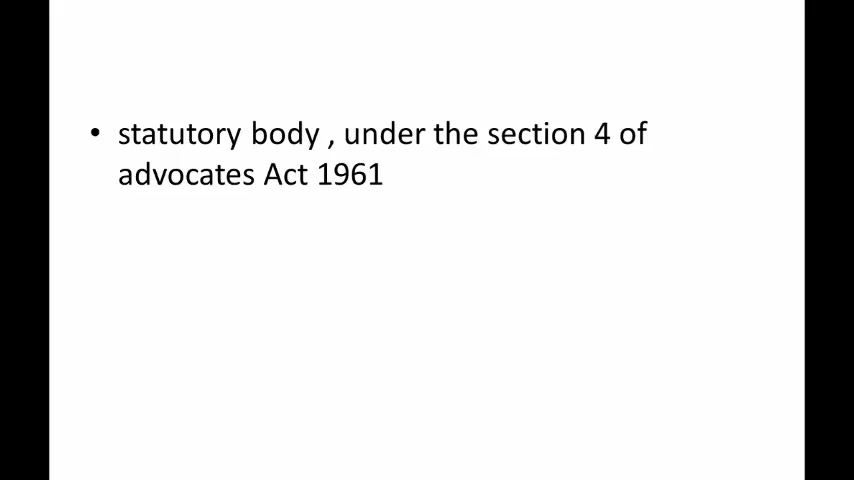 • statutory body , under the section 4 of
advocates Act 1961